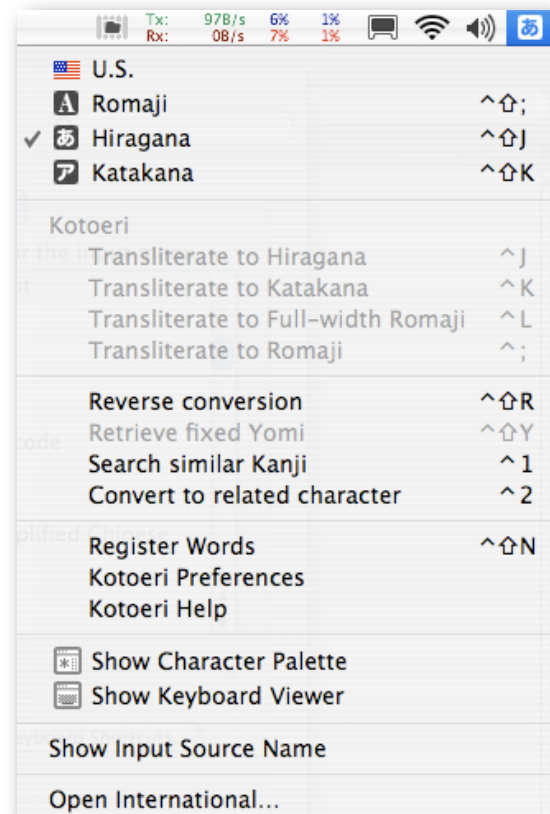 Tx: 97B/s 6% 1%
Rx: 0B/s 7% 1%
あ
U.S.
A Romaji ^⇧;
✓ あ Hiragana ^⇧J
ア Katakana ^⇧K
Kotoeri
Transliterate to Hiragana ^J
Transliterate to Katakana ^K
Transliterate to Full-width Romaji ^L
Transliterate to Romaji ^;
Reverse conversion ^⇧R
Retrieve fixed Yomi ^⇧Y
Search similar Kanji ^1
Convert to related character ^2
Register Words ^⇧N
Kotoeri Preferences
Kotoeri Help
Show Character Palette
Show Keyboard Viewer
Show Input Source Name
Open International...